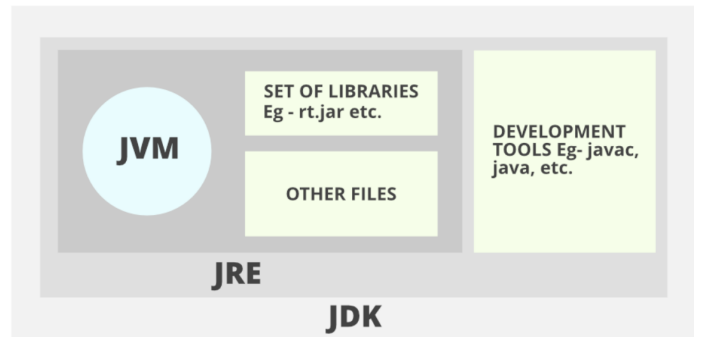 JVM
SET OF LIBRARIES
Eg - rt.jar etc.
OTHER FILES
DEVELOPMENT
TOOLS Eg- javac,
java, etc.
JRE
JDK